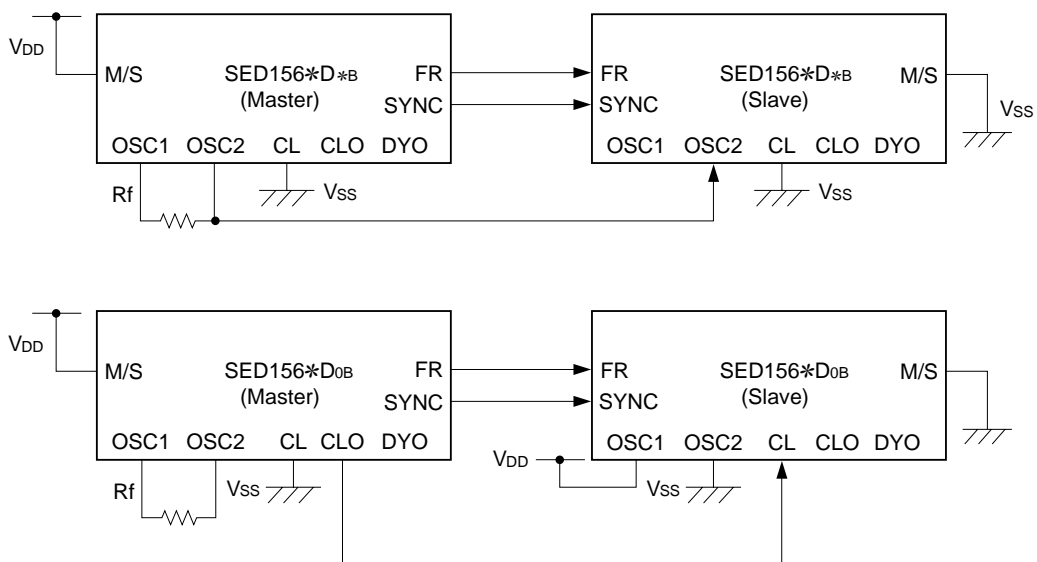 VDD
M/S
SED156*D*B
(Master)
FR
SYNC
OSC1 OSC2 CL CLO DYO
Rf
VSS
FR
SYNC
SED156*D*B
(Slave)
M/S
VSS
OSC1 OSC2 CL CLO DYO
VSS
VDD
M/S
SED156*D0B
(Master)
FR
SYNC
OSC1 OSC2 CL CLO DYO
Rf
VSS
FR
SYNC
SED156*D0B
(Slave)
M/S
OSC1 OSC2 CL CLO DYO
VDD
VSS